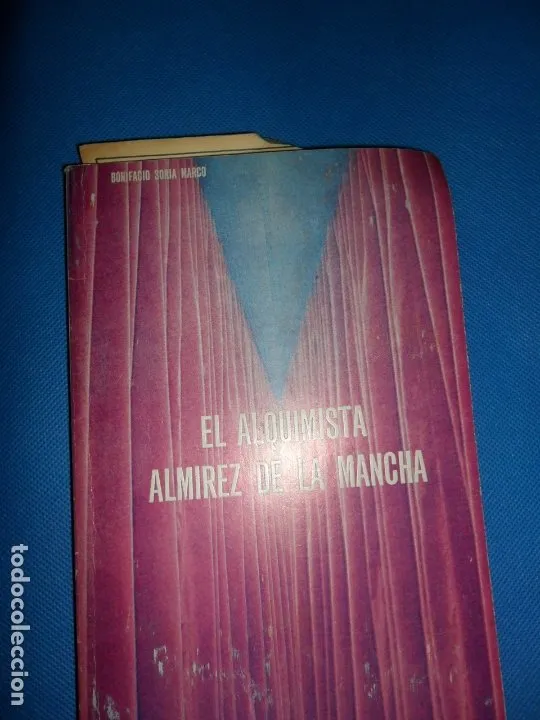 BONIFACIO SORIA MARCO
EL ALQUIMISTA
ALMIREZ DE LA MANCHA
todocoleccion